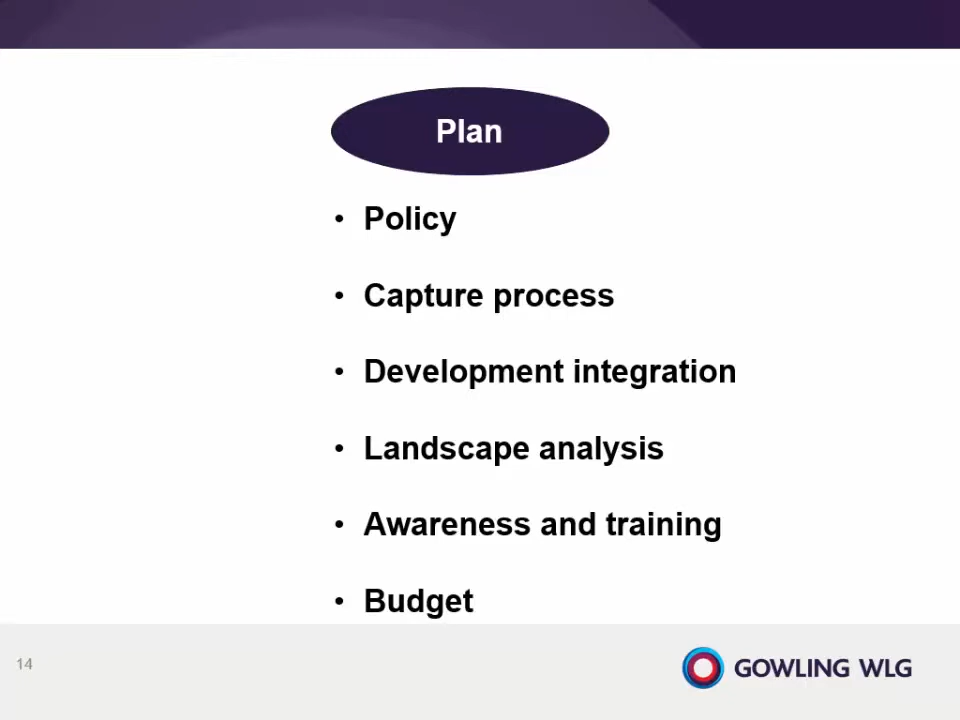 Plan
• Policy
• Capture process
• Development integration
• Landscape analysis
• Awareness and training
• Budget
14
GOWLING WLG